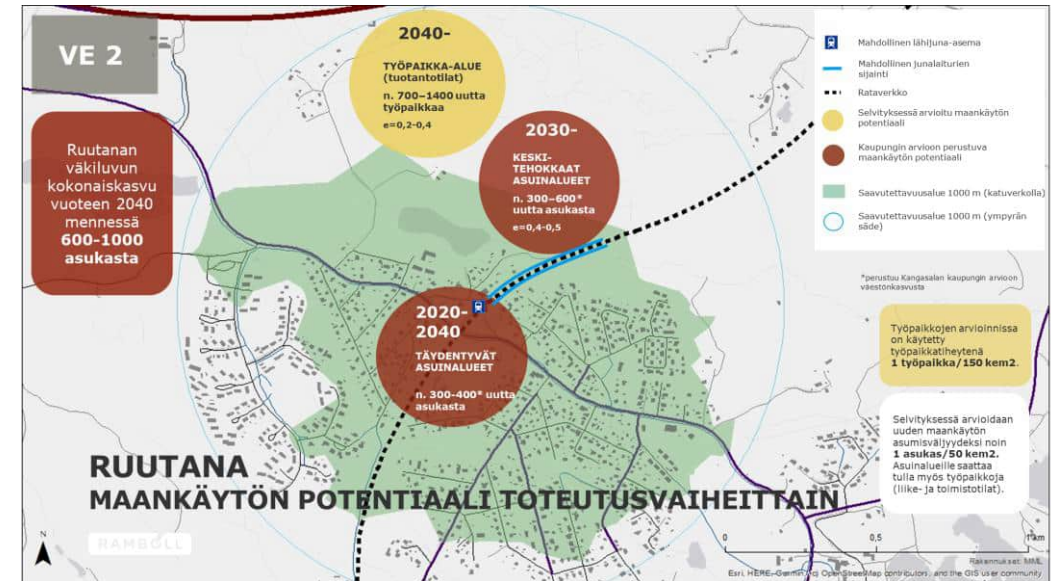 VE 2
Ruutanan
väkiluvun
kokonaiskasvu
vuoteen 2040
mennessä
600-1000
asukasta
2040-
TYÖPAIKKA-ALUE
(tuotantotilat)
n. 700–1400 uutta
työpaikkaa
e=0,2-0,4
2030-
KESKI-
TEHOKKAAT
ASUINALUEET
n. 300–600*
uutta asukasta
e=0,4-0,5
2020-
2040
TÄYDENTYVÄT
ASUINALUEET
n. 300-400* uutta
asukasta
Mahdollinen lähijuna-asema
Mahdollinen junalaiturien
sijainti
Rataverkko
Selvityksessä arvioitu maankäytön
potentiaali
Kaupungin arvioon perustuva
maankäytön potentiaali
Saavutettavuusalue 1000 m (katuverkolla)
Saavutettavuusalue 1000 m (ympyrän
säde)
*perustuu Kangasalan kaupungin arvioon
väestönkasvusta
Työpaikkojen arvioinnissa
on käytetty
työpaikkatiheytenä
1 työpaikka/150 kem2.
Selvityksessä arvioidaan
uuden maankäytön
asumisväljyydeksi noin
1 asukas/50 kem2.
Asuinalueille saattaa
tulla myös työpaikkoja
(liike- ja toimistotilat).
RUUTANA
MAANKÄYTÖN POTENTIAALI TOTEUTUSVAIHEITTAIN
N
RAMBOLL
0 0,5 1 km
Rakennukset: MML
Esri, HERE, Garmin, (c) OpenStreetMap contributors, and the GIS user community